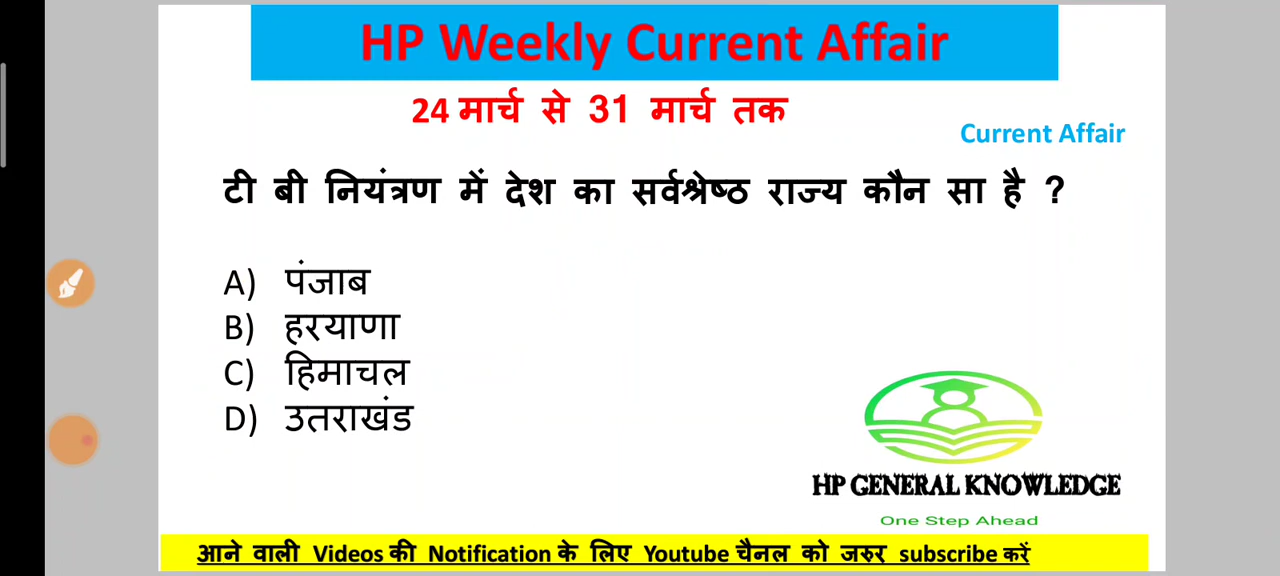 HP Weekly Current Affair
24 मार्च से 31 मार्च तक
Current Affair
टी बी नियंत्रण में देश का सर्वश्रेष्ठ राज्य कौन सा है ?
A) पंजाब
B) हरयाणा
C) हिमाचल
D) उतराखंड
HP GENERAL KNOWLEDGE
One Step Ahead
आने वाली Videos की Notification के लिए Youtube चैनल को जरुर subscribe करें